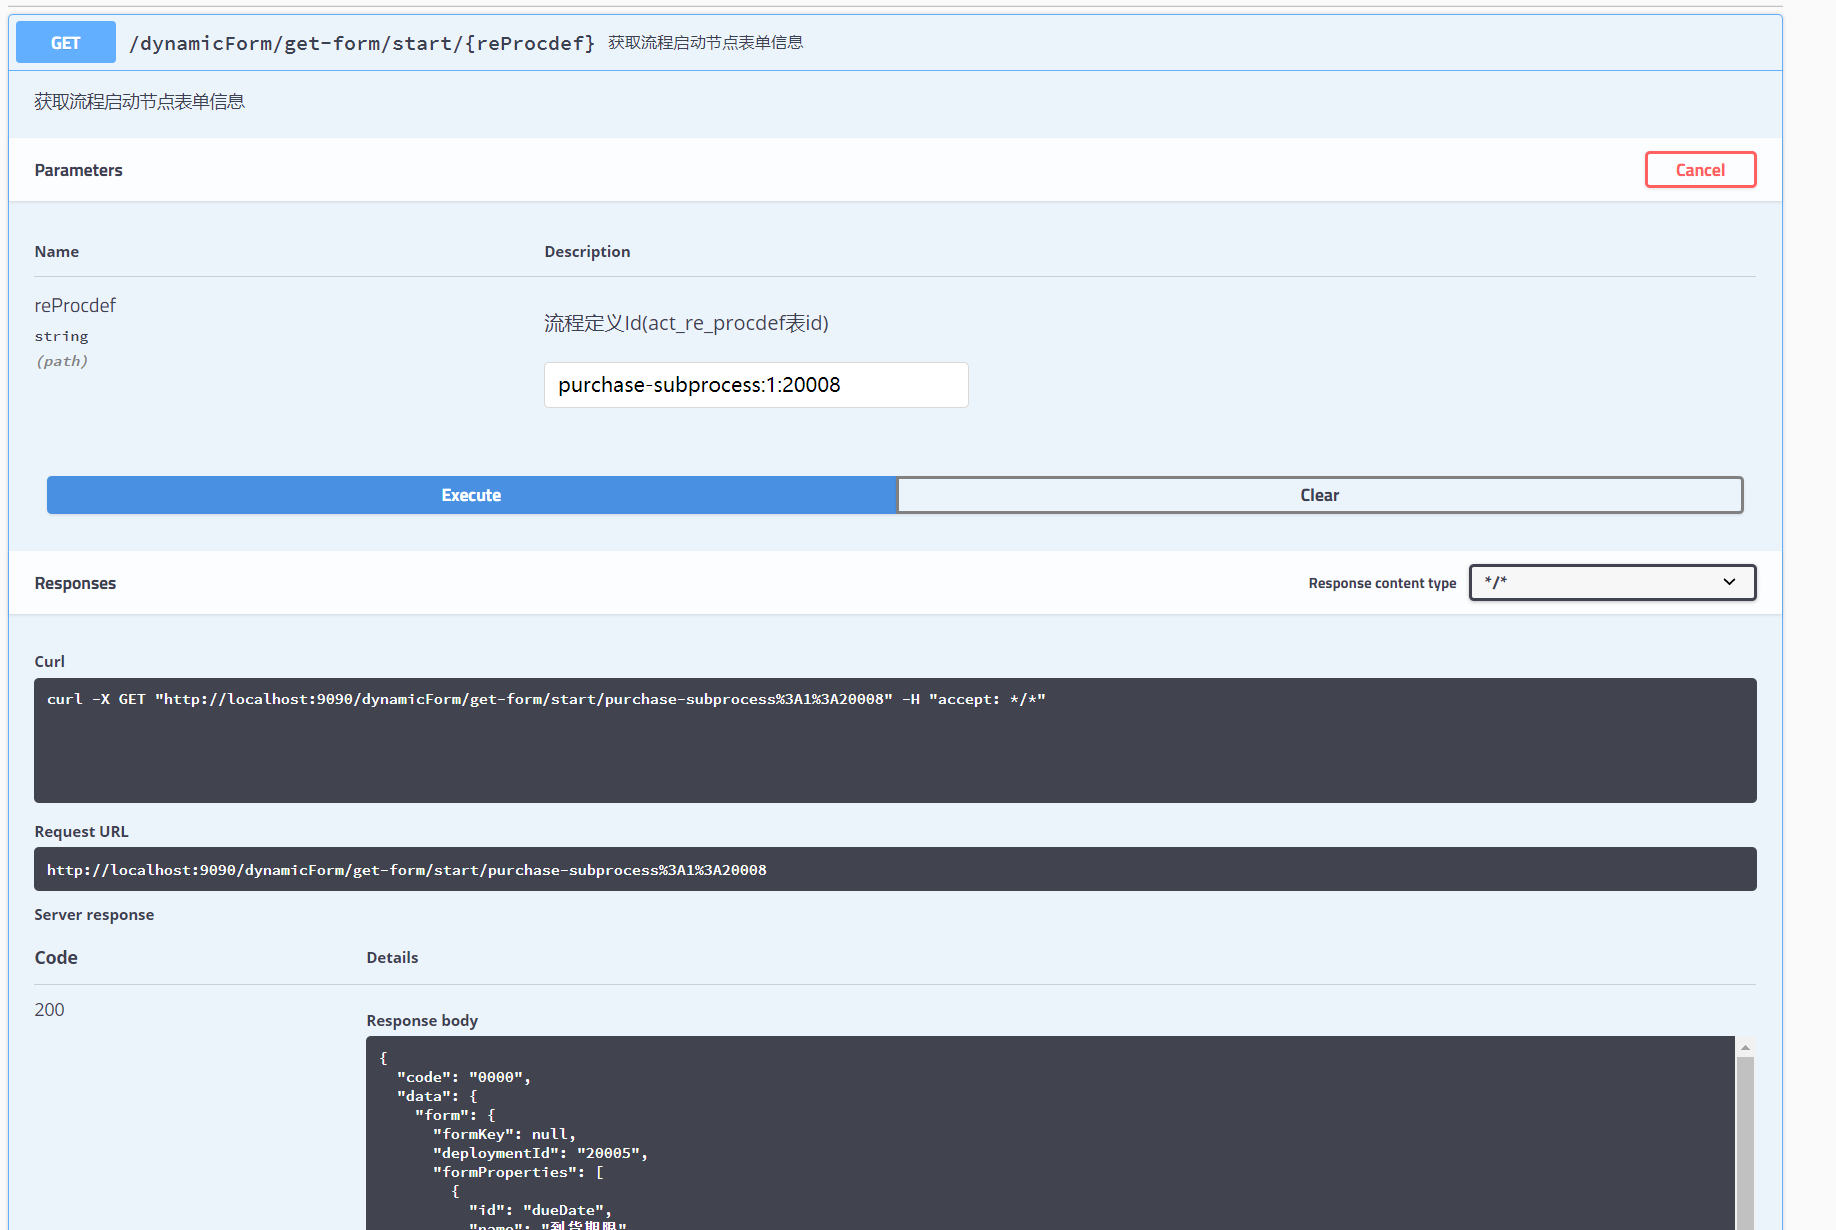 GET /dynamicForm/get-form/start/{reProcdef} 获取流程启动节点表单信息
获取流程启动节点表单信息
Parameters Cancel
Name Description
reProcdef
string
(path)
流程定义Id(act_re_procdef表id)
purchase-subprocess:1:20008
Execute Clear
Responses Response content type */*
Curl
curl -X GET "http://localhost:9090/dynamicForm/get-form/start/purchase-subprocess%3A1%3A20008" -H "accept: */*"
Request URL
http://localhost:9090/dynamicForm/get-form/start/purchase-subprocess%3A1%3A20008
Server response
Code Details
200
Response body
{
"code": "0000",
"data": {
"form": {
"formKey": null,
"deploymentId": "20005",
"formProperties": [
{
"id": "dueDate",
"name": "到货期限"